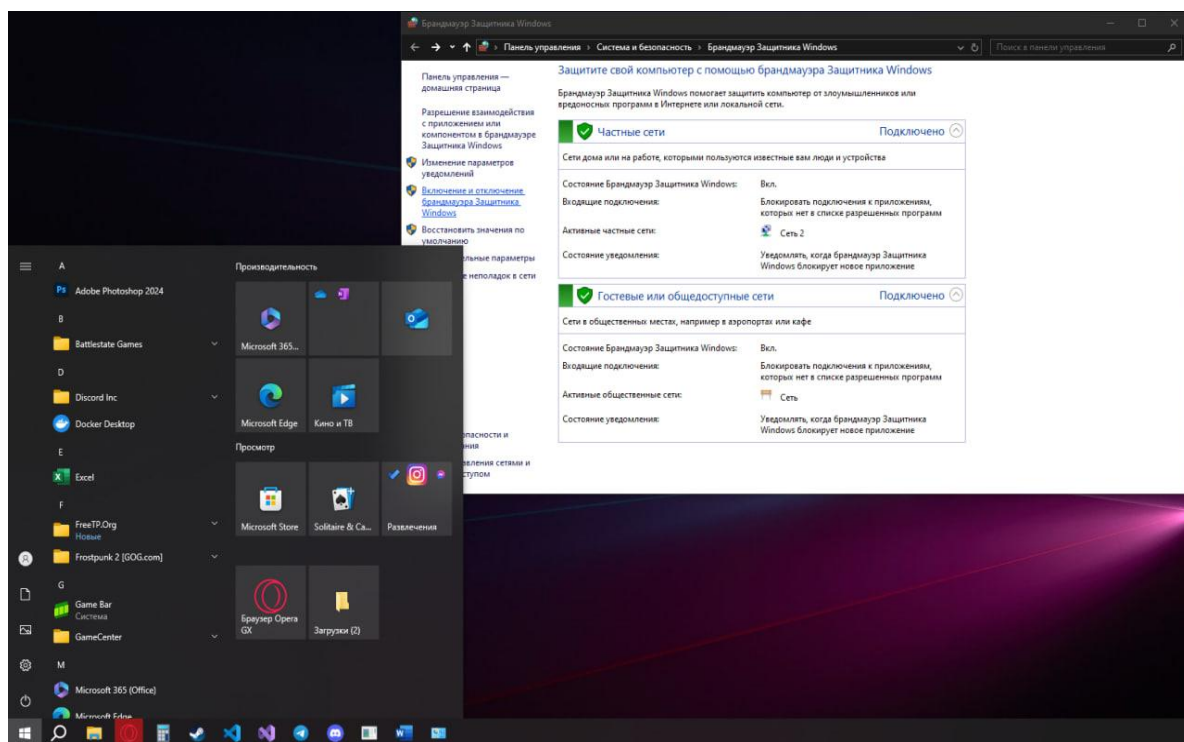 Брандмауэр Защитника Windows
Панель управления › Система и безопасность › Брандмауэр Защитника Windows
Поиск в панели управления
Панель управления —
домашняя страница
Разрешение взаимодействия
с приложением или
компонентом в брандмауэре
Защитника Windows
Изменение параметров
уведомлений
Включение и отключение
брандмауэра Защитника
Windows
Восстановить значения по
умолчанию
параметры
неполадок в сети
Защитите свой компьютер с помощью брандмауэра Защитника Windows
Брандмауэр Защитника Windows помогает защитить компьютер от злоумышленников или
вредоносных программ в Интернете или локальной сети.
Частные сети
Подключено
Сети дома или на работе, которыми пользуются известные вам люди и устройства
Состояние Брандмауэр Защитника Windows:
Вкл.
Входящие подключения:
Блокировать подключения к приложениям,
которых нет в списке разрешенных программ
Активные частные сети:
Сеть 2
Состояние уведомления:
Уведомлять, когда брандмауэр Защитника
Windows блокирует новое приложение
Гостевые или общедоступные сети
Подключено
Сети в общественных местах, например в аэропортах или кафе
Состояние Брандмауэр Защитника Windows:
Вкл.
Входящие подключения:
Блокировать подключения к приложениям,
которых нет в списке разрешенных программ
Активные общественные сети:
Сеть
Состояние уведомления:
Уведомлять, когда брандмауэр Защитника
Windows блокирует новое приложение
и
сетями и
A
Ps
Adobe Photoshop 2024
B
Battlestate Games
D
Discord Inc
Docker Desktop
E
Excel
F
FreeTP.Org
Новые
Frostpunk 2 [GOG.com]
G
Game Bar
Система
GameCenter
M
Microsoft 365 (Office)
Microsoft Edge
Производительность
Microsoft 365...
Microsoft Edge
Кино и ТВ
Просмотр
Microsoft Store
Solitaire & Ca...
Развлечения
Браузер Opera
GX
Загрузки (2)